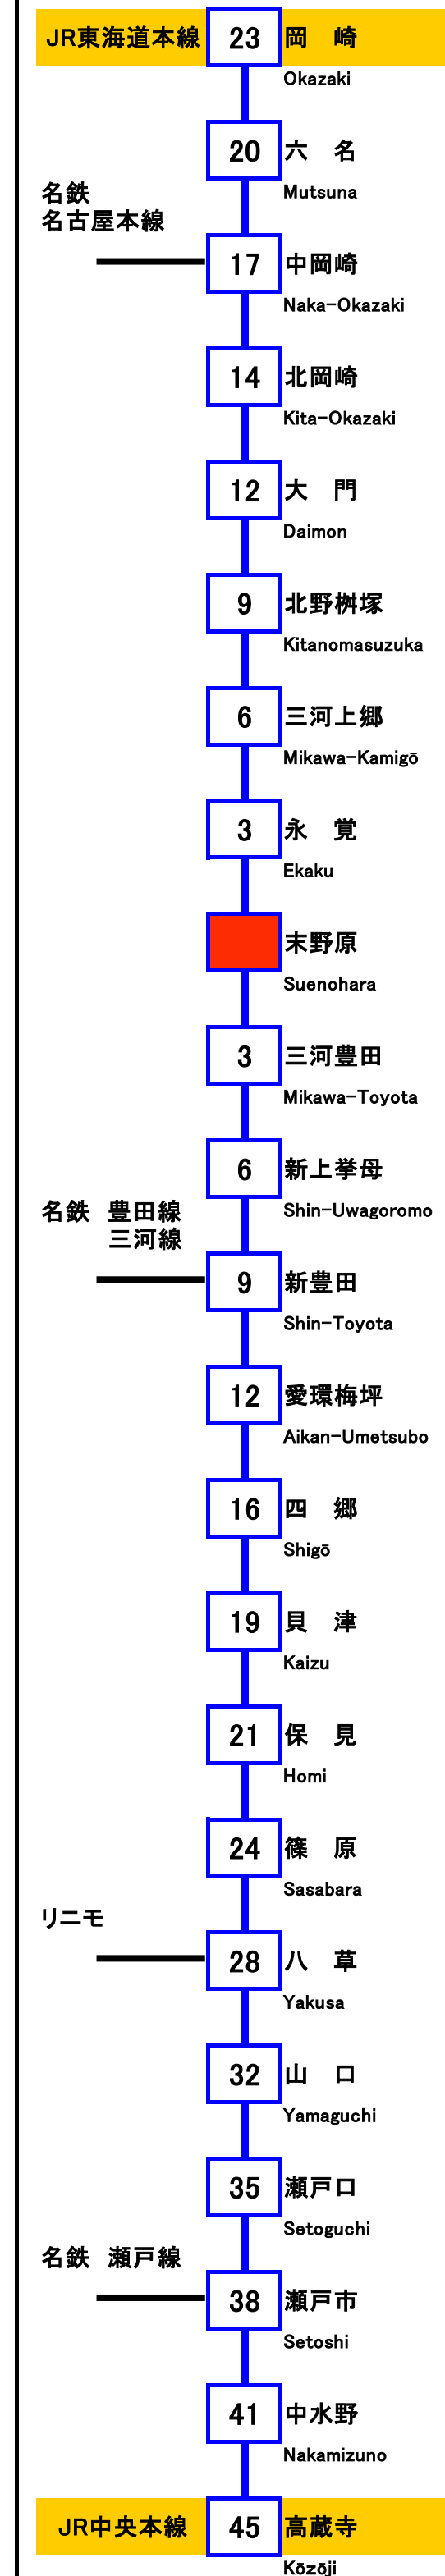 JR東海道本線 23 岡　崎
Okazaki
20 六　名
Mutsuna
名鉄
名古屋本線
17 中岡崎
Naka-Okazaki
14 北岡崎
Kita-Okazaki
12 大　門
Daimon
9 北野桝塚
Kitanomasuzuka
6 三河上郷
Mikawa-Kamigō
3 永　覚
Ekaku
末野原
Suenohara
3 三河豊田
Mikawa-Toyota
6 新上挙母
Shin-Uwagoromo
名鉄　豊田線
三河線
9 新豊田
Shin-Toyota
12 愛環梅坪
Aikan-Umetsubo
16 四　郷
Shigō
19 貝　津
Kaizu
21 保　見
Homi
24 篠　原
Sasabara
リニモ
28 八　草
Yakusa
32 山　口
Yamaguchi
35 瀬戸口
Setoguchi
名鉄　瀬戸線
38 瀬戸市
Setoshi
41 中水野
Nakamizuno
JR中央本線 45 高蔵寺
Kōzōji